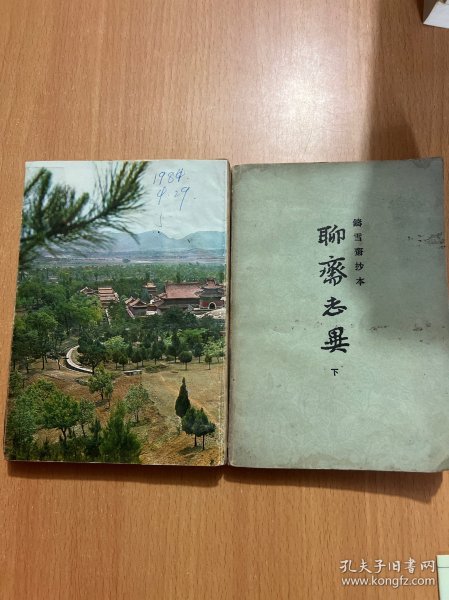 1984.
4.29.
鑄雪齋抄本
聊齋志異
下
孔夫子旧书网
www.kongfz.com